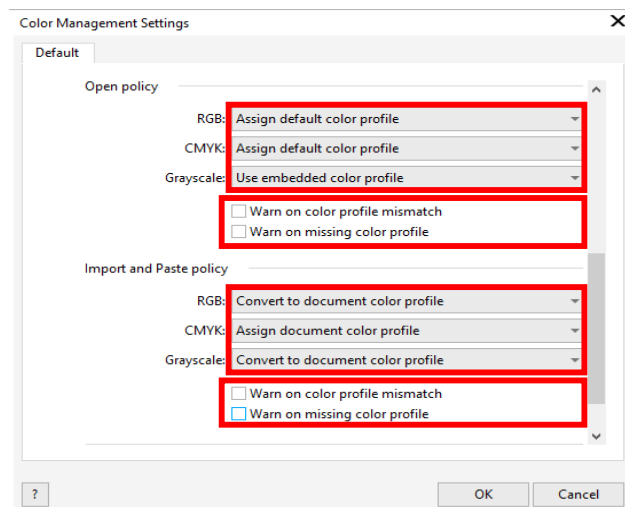 Color Management Settings
Default
Open policy
RGB: Assign default color profile
CMYK: Assign default color profile
Grayscale: Use embedded color profile
Warn on color profile mismatch
Warn on missing color profile
Import and Paste policy
RGB: Convert to document color profile
CMYK: Assign document color profile
Grayscale: Convert to document color profile
Warn on color profile mismatch
Warn on missing color profile
? OK Cancel